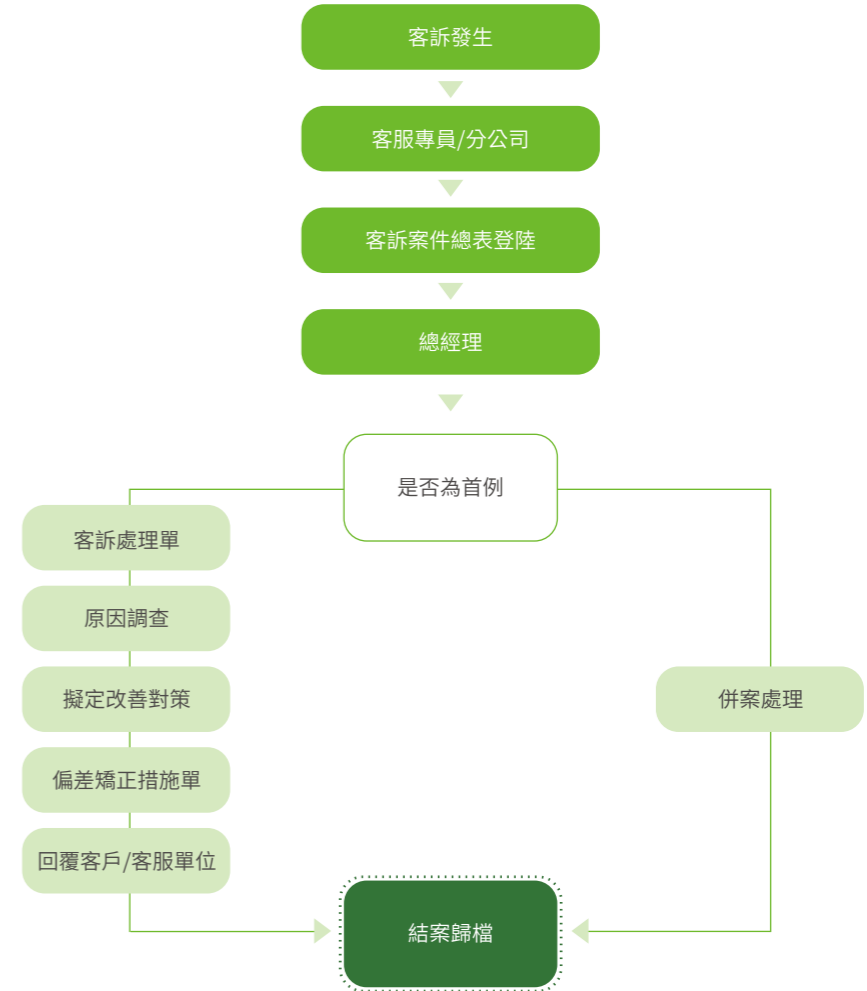 客訴發生
客服專員/分公司
客訴案件總表登陸
總經理
是否為首例
客訴處理單
原因調查
擬定改善對策
偏差矯正措施單
回覆客戶/客服單位
併案處理
結案歸檔